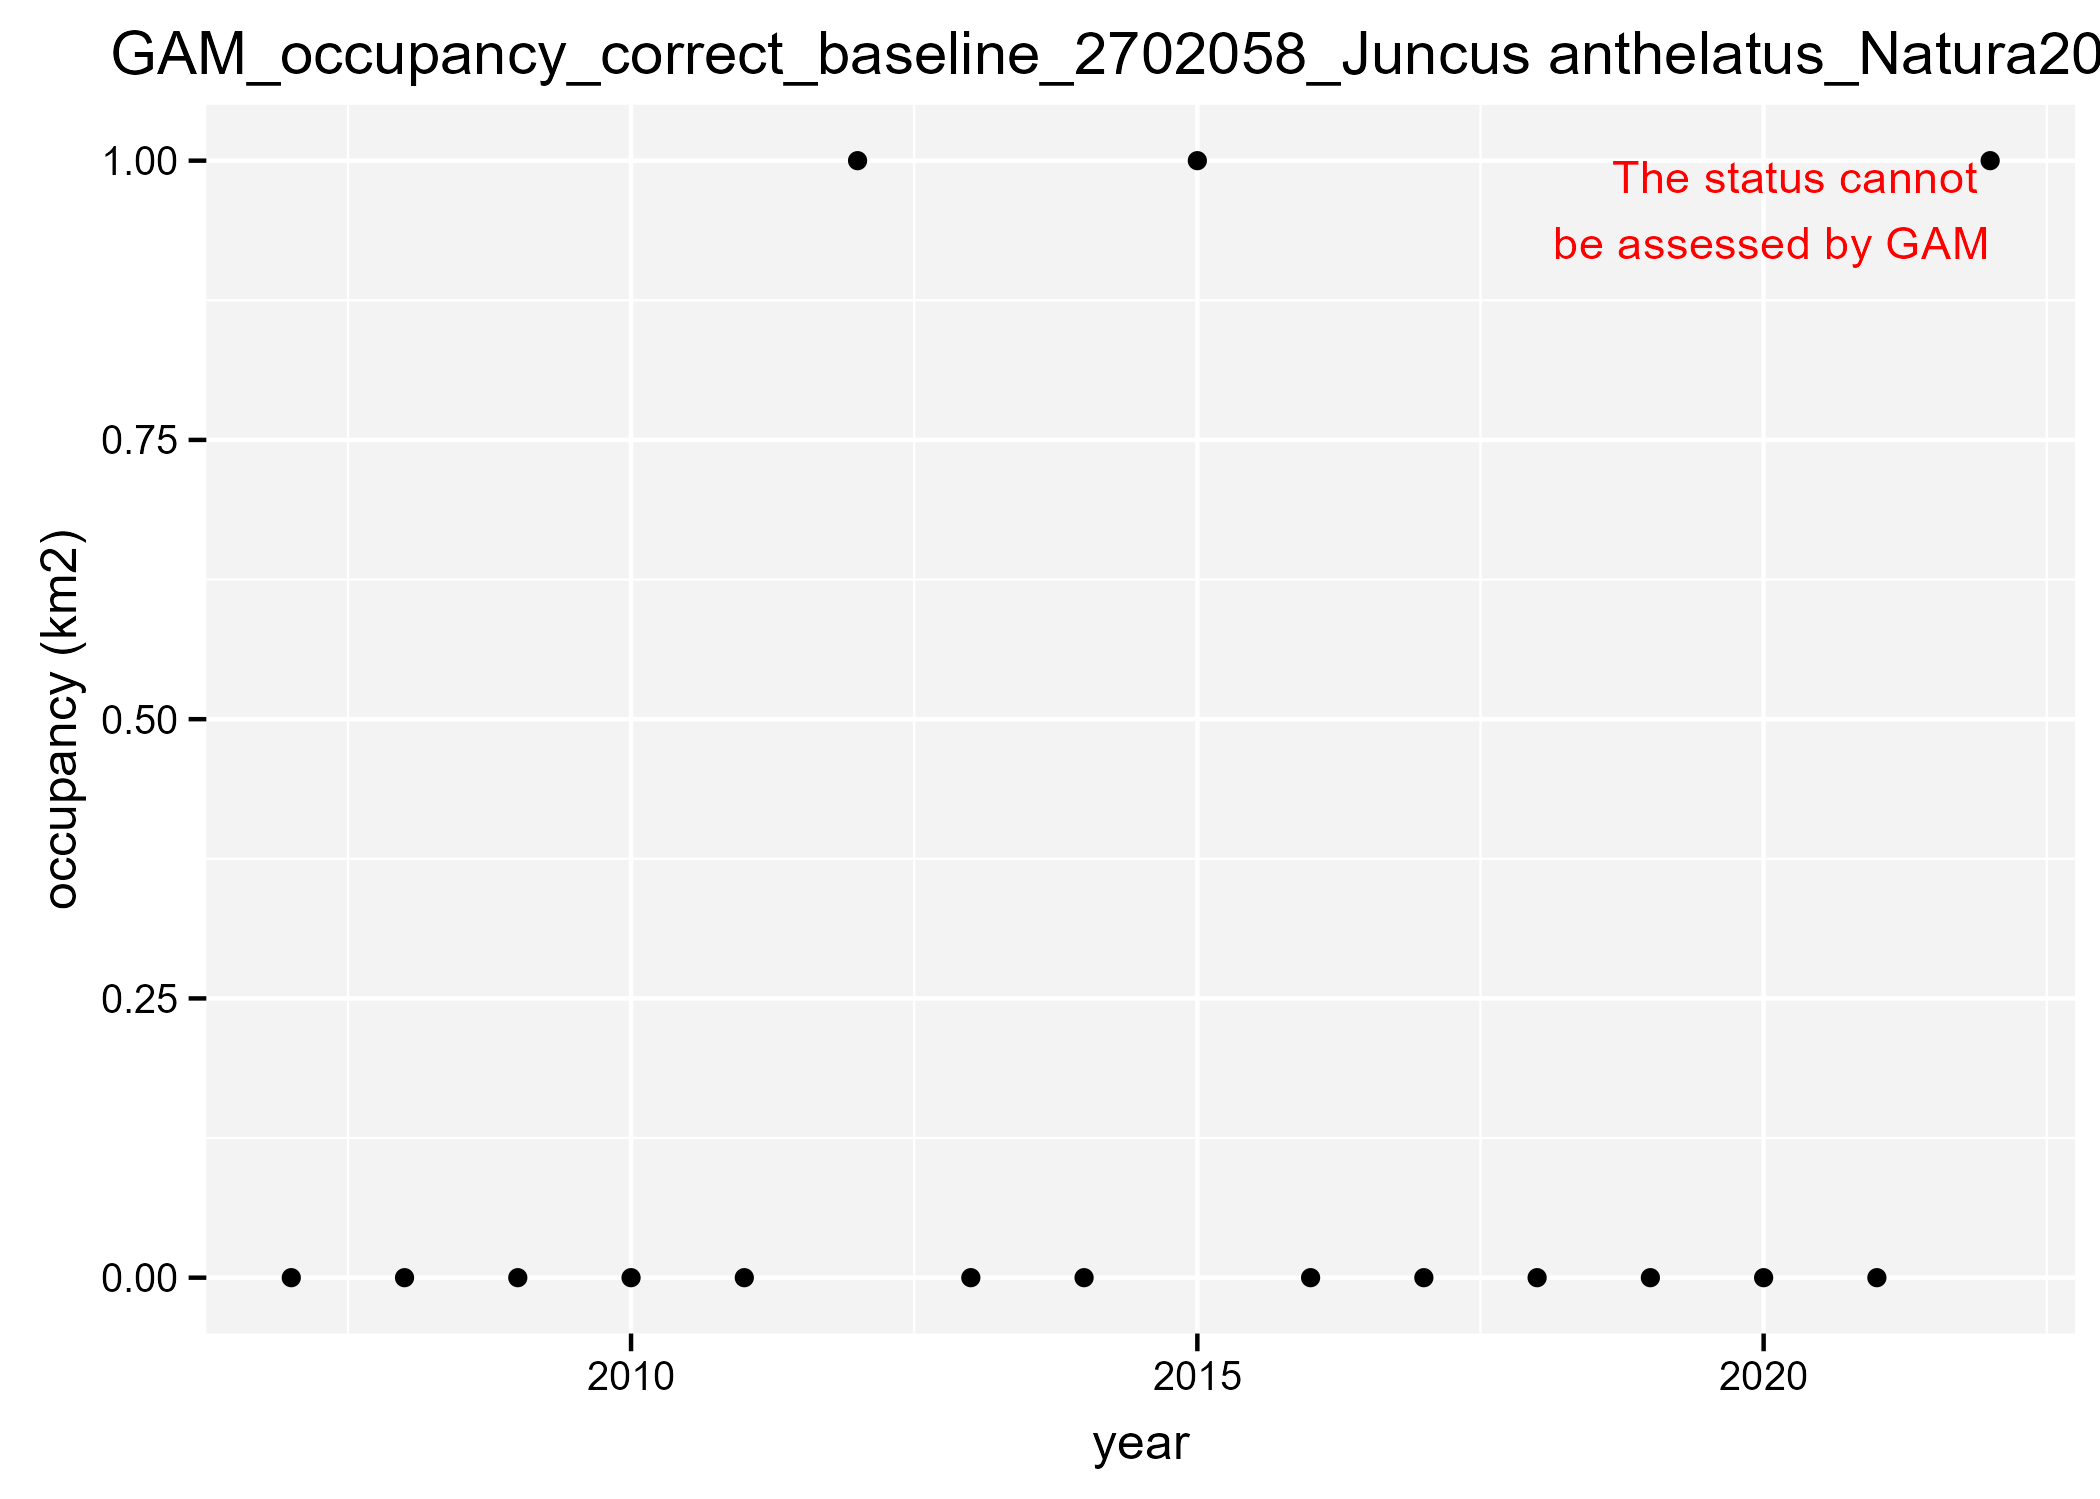 GAM_occupancy_correct_baseline_2702058_Juncus anthelatus_Natura20
1.00
The status cannot
be assessed by GAM
0.75
occupancy (km2)
0.50
0.25
0.00
2010 2015 2020
year